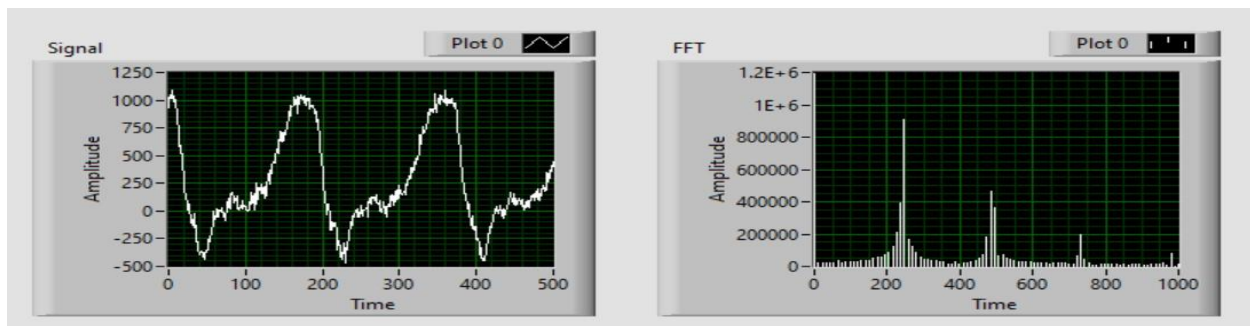 Signal
Plot 0
1250
1000
750
500
250
0
-250
-500
Amplitude
0 100 200 300 400 500
Time
FFT
Plot 0
1.2E+6
1E+6
800000
600000
400000
200000
0
Amplitude
0 200 400 600 800 1000
Time